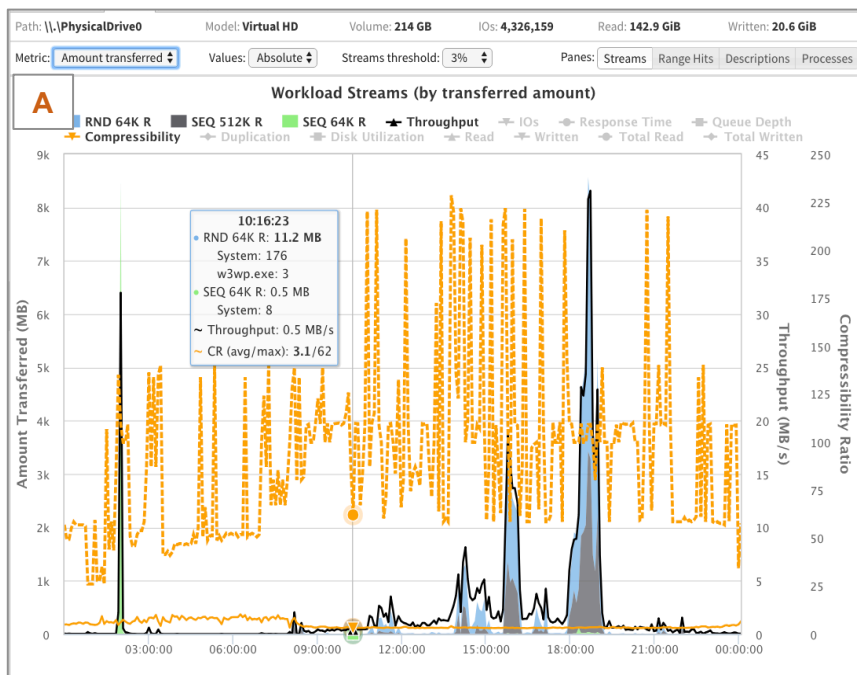 Path: \\.\PhysicalDrive0 Model: Virtual HD Volume: 214 GB IOs: 4,326,159 Read: 142.9 GiB Written: 20.6 GiB
Metric: Amount transferred Values: Absolute Streams threshold: 3% Panes: Streams Range Hits Descriptions Processes
Workload Streams (by transferred amount)
A
RND 64K R SEQ 512K R SEQ 64K R Throughput IOs Response Time Queue Depth
Compressibility Duplication Disk Utilization Read Written Total Read Total Written
9k 45 250
8k 40 225
7k 35 200
6k 30 175
5k 25 150
4k 20 125
3k 15 100
2k 10 75
1k 5 50
0 0 25
0
Amount Transferred (MB)
Throughput (MB/s)
Compressibility Ratio
10:16:23
RND 64K R: 11.2 MB
System: 176
w3wp.exe: 3
SEQ 64K R: 0.5 MB
System: 8
Throughput: 0.5 MB/s
CR (avg/max): 3.1/62
03:00:00 06:00:00 09:00:00 12:00:00 15:00:00 18:00:00 21:00:00 00:00:00